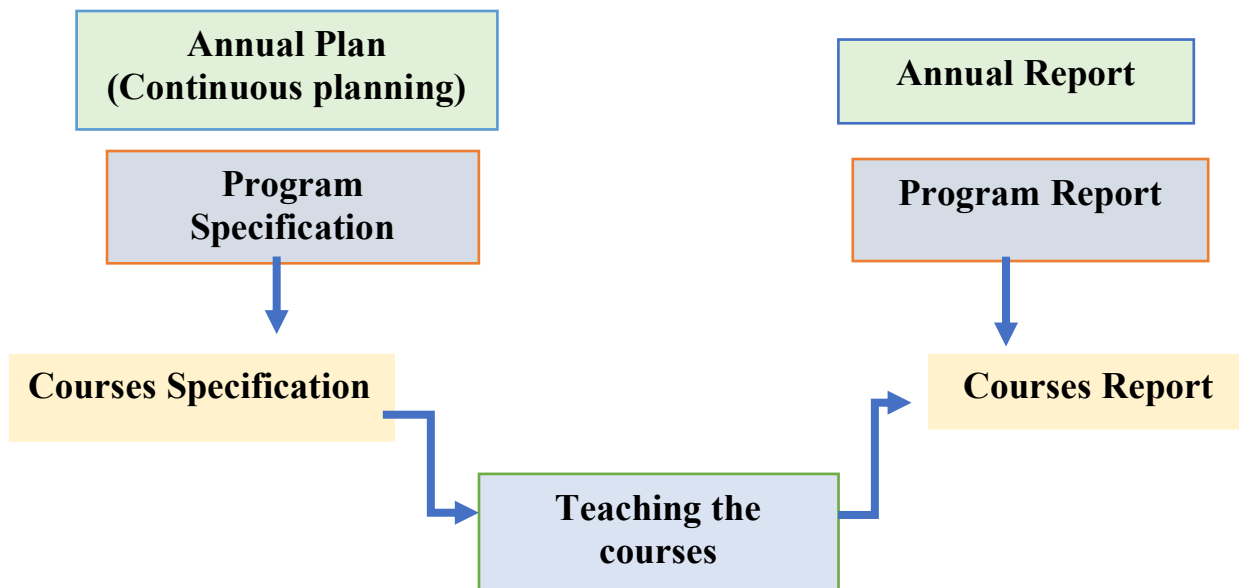 Annual Plan
(Continuous planning)
Annual Report
Program
Specification
Program Report
Courses Specification
Courses Report
Teaching the
courses